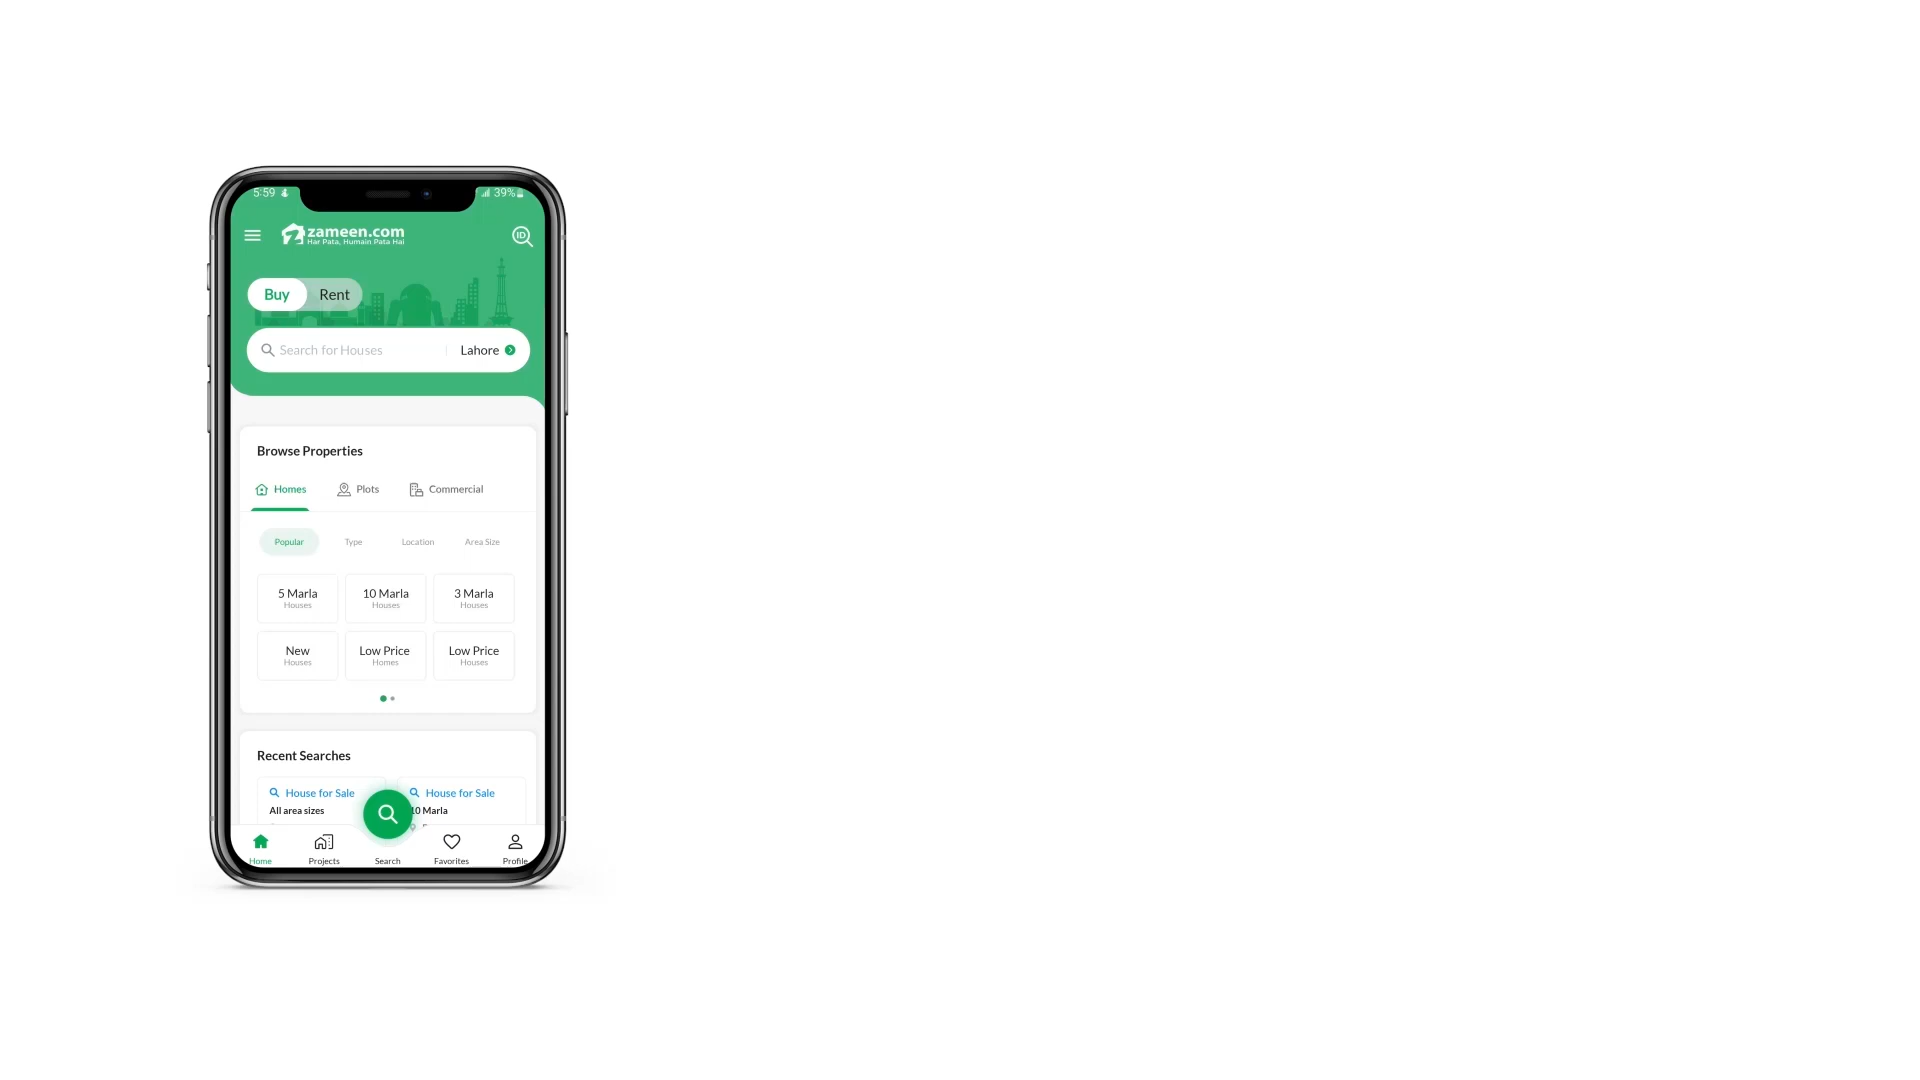 5:59
39%
zameen.com
Har Pata, Humain Pata Hai
ID
Buy
Rent
Search for Houses
Lahore
Browse Properties
Homes
Plots
Commercial
Popular
Type
Location
Area Size
5 Marla
Houses
10 Marla
Houses
3 Marla
Houses
New
Houses
Low Price
Homes
Low Price
Houses
Recent Searches
House for Sale
All area sizes
House for Sale
10 Marla
Home
Projects
Search
Favorites
Profile